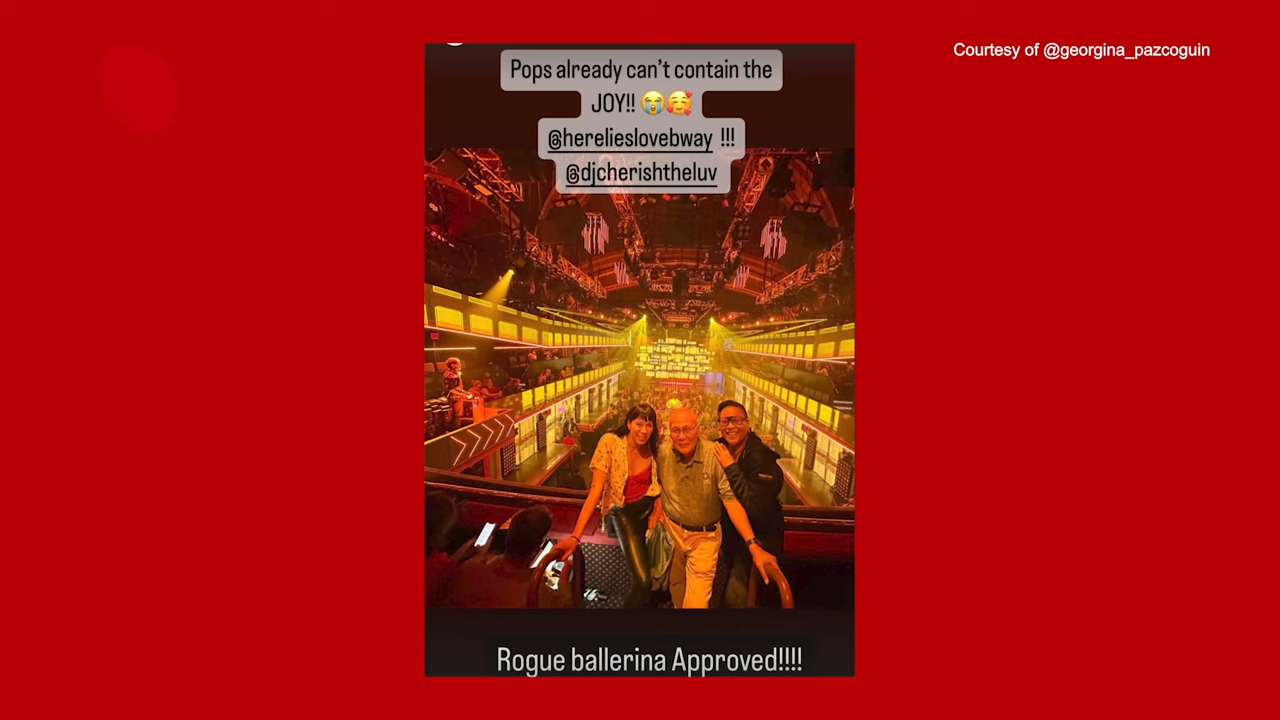 Courtesy of @georgina_pazcoguin
Pops already can’t contain the
JOY!! 😭🥰
@herelieslovebway !!!
@djcherishtheluv
Rogue ballerina Approved!!!!